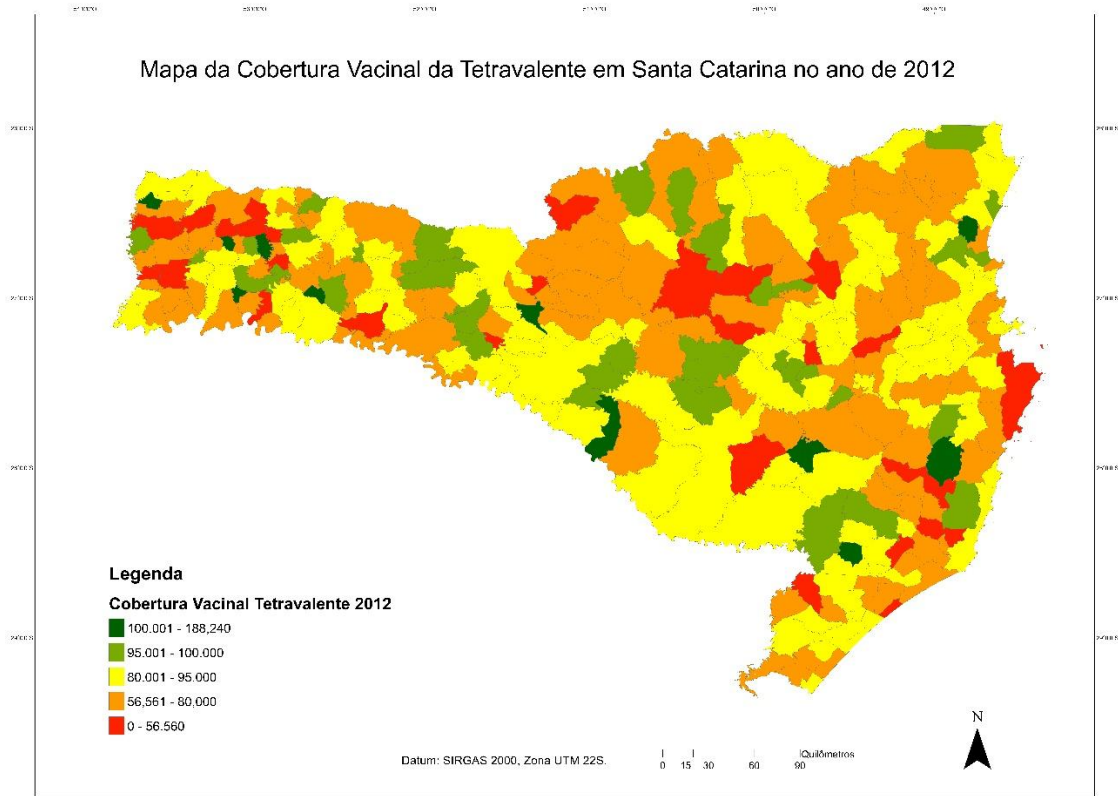 Mapa da Cobertura Vacinal da Tetravalente em Santa Catarina no ano de 2012
Legenda
Cobertura Vacinal Tetravalente 2012
100.001 - 188,240
95.001 - 100.000
80.001 - 95.000
56,561 - 80,000
0 - 56.560
Datum: SIRGAS 2000, Zona UTM 22S.
Quilômetros
0 15 30 60 90
N